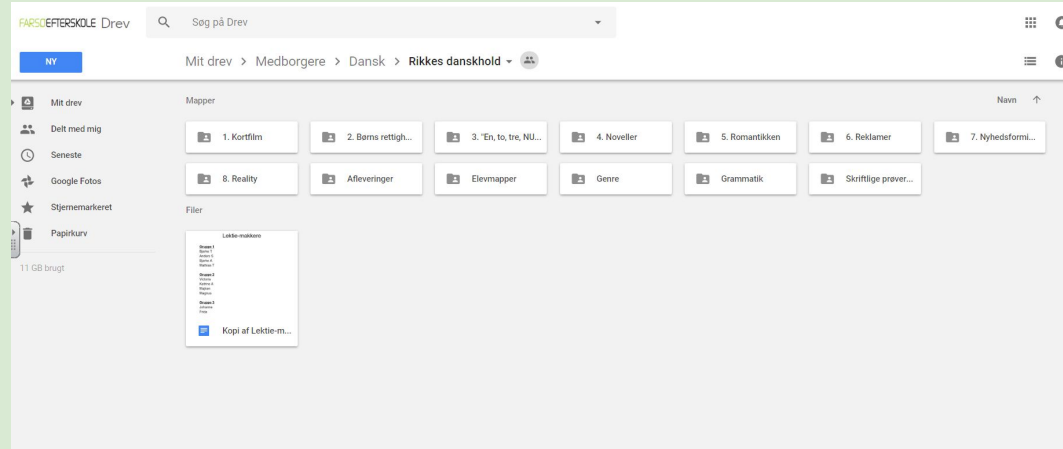 FARSØEFTERSKOLE Drev
Søg på Drev
NY
Mit drev > Medborgere > Dansk > Rikkes danskhold
Mit drev
Delt med mig
Seneste
Google Fotos
Stjernemarkeret
Papirkurv
11 GB brugt
Mapper
Navn
1. Kortfilm
2. Børns rettigh...
3. "En, to, tre, NU...
4. Noveller
5. Romantikken
6. Reklamer
7. Nyhedsformi...
8. Reality
Afleveringer
Elevmapper
Genre
Grammatik
Skriftlige prøver...
Filer
Lektie-makkere
Gruppe 1
Gruppe 2
Kopi af Lektie-m...